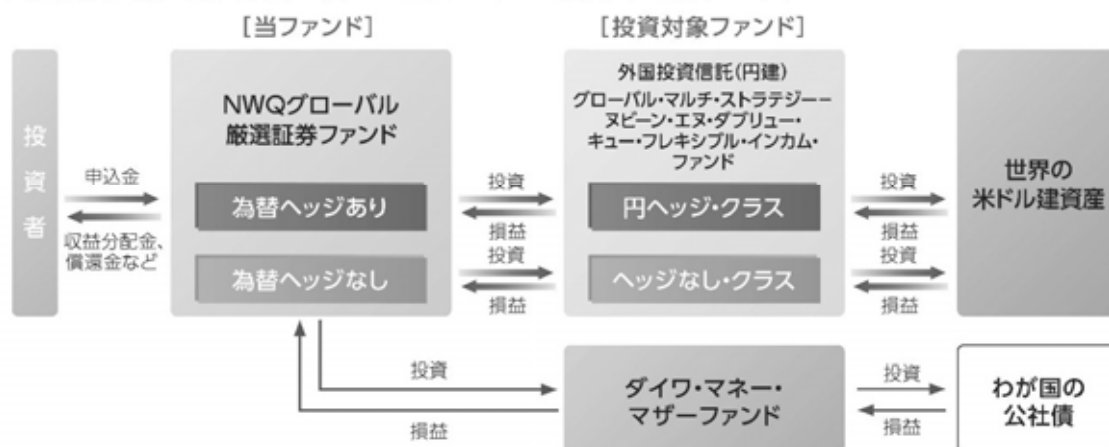 [当ファンド]
[投資対象ファンド]
投資者
申込金
収益分配金、
償還金など
NWQグローバル
厳選証券ファンド
為替ヘッジあり
為替ヘッジなし
投資
損益
投資
損益
外国投資信託(円建)
グローバル・マルチ・ストラテジー－
ヌビーン・エヌ・ダブリュー・
キュー・フレキシブル・インカム・
ファンド
円ヘッジ・クラス
ヘッジなし・クラス
投資
損益
投資
損益
世界の
米ドル建資産
投資
損益
ダイワ・マネー・
マザーファンド
投資
損益
わが国の
公社債